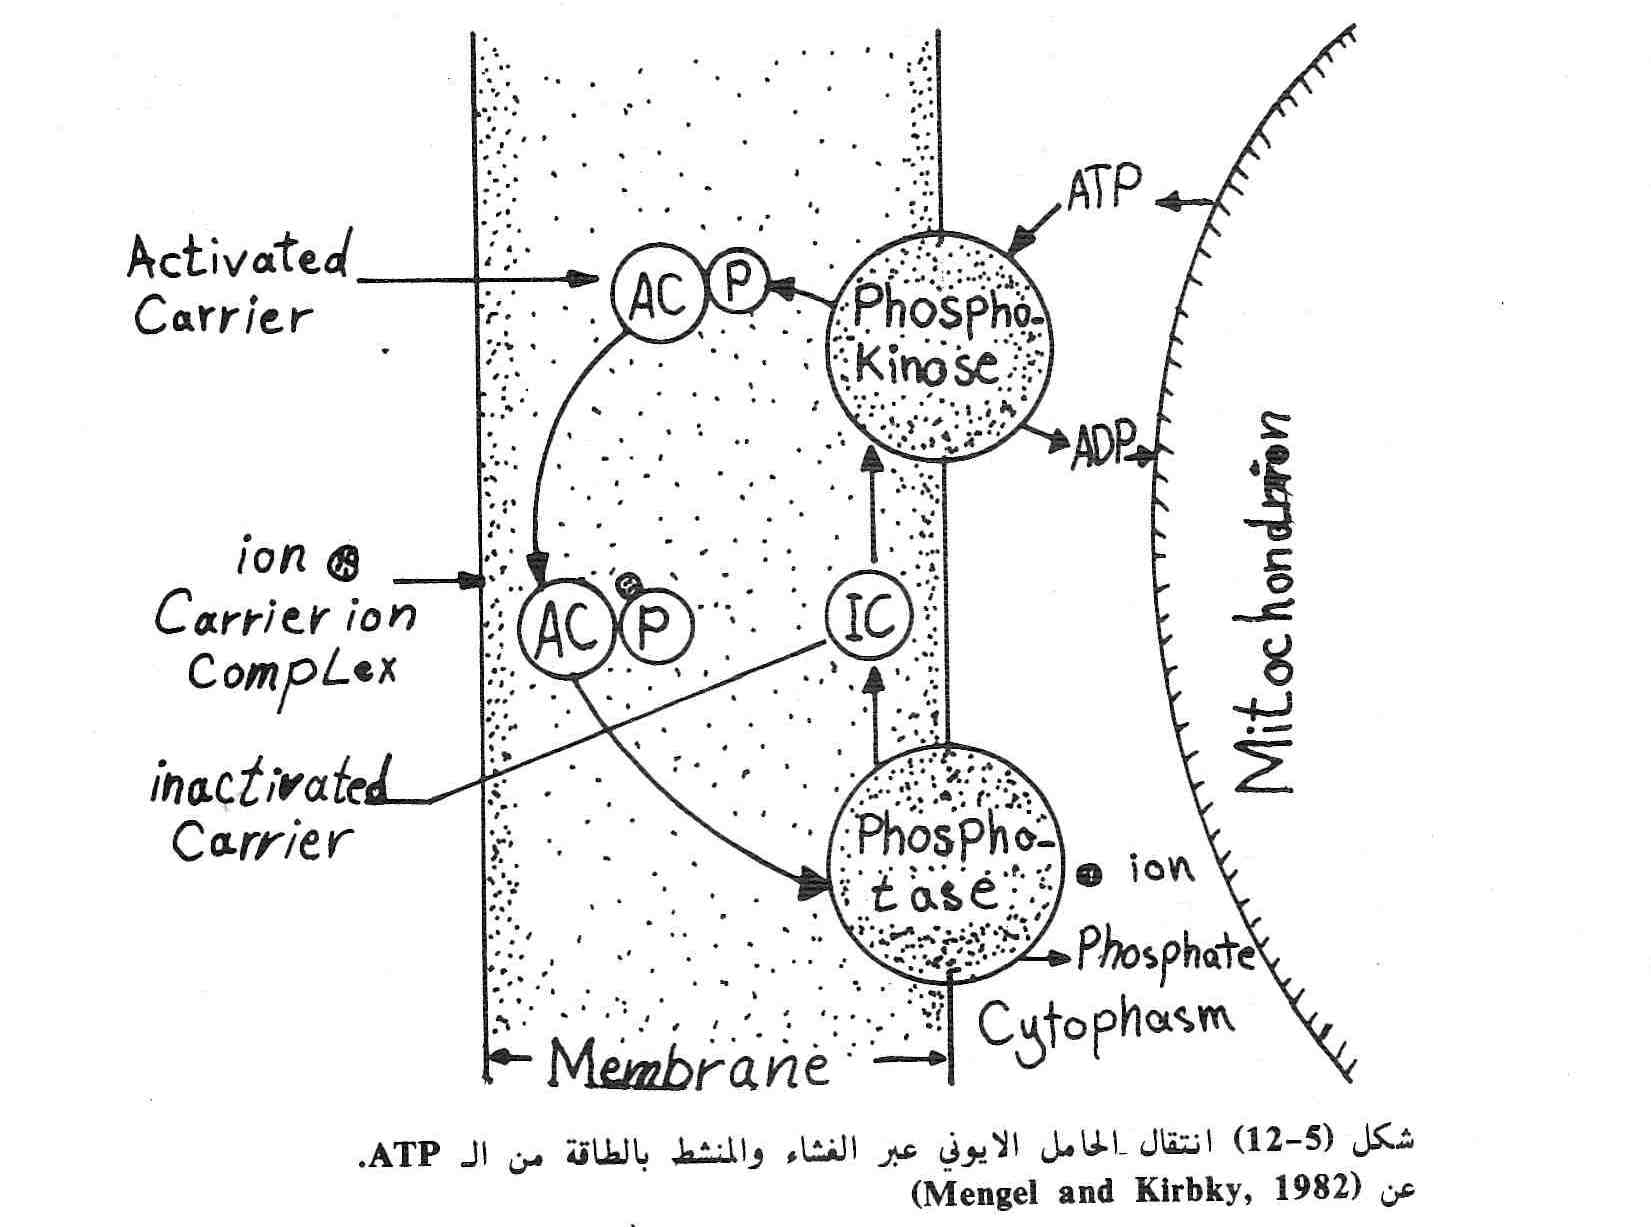 ATP
Activated
Carrier
AC
P
Phospho-
Kinase
ADP
Mitochondrion
ion
Carrier ion
Complex
AC
P
IC
inactivated
Carrier
Phospho-
tase
ion
Phosphate
Cytophasm
Membrane
شكل (5-12) انتقال الحامل الايوني عبر الغشاء والمنشط بالطاقة من الـ ATP.
عن (Mengel and Kirbky, 1982)